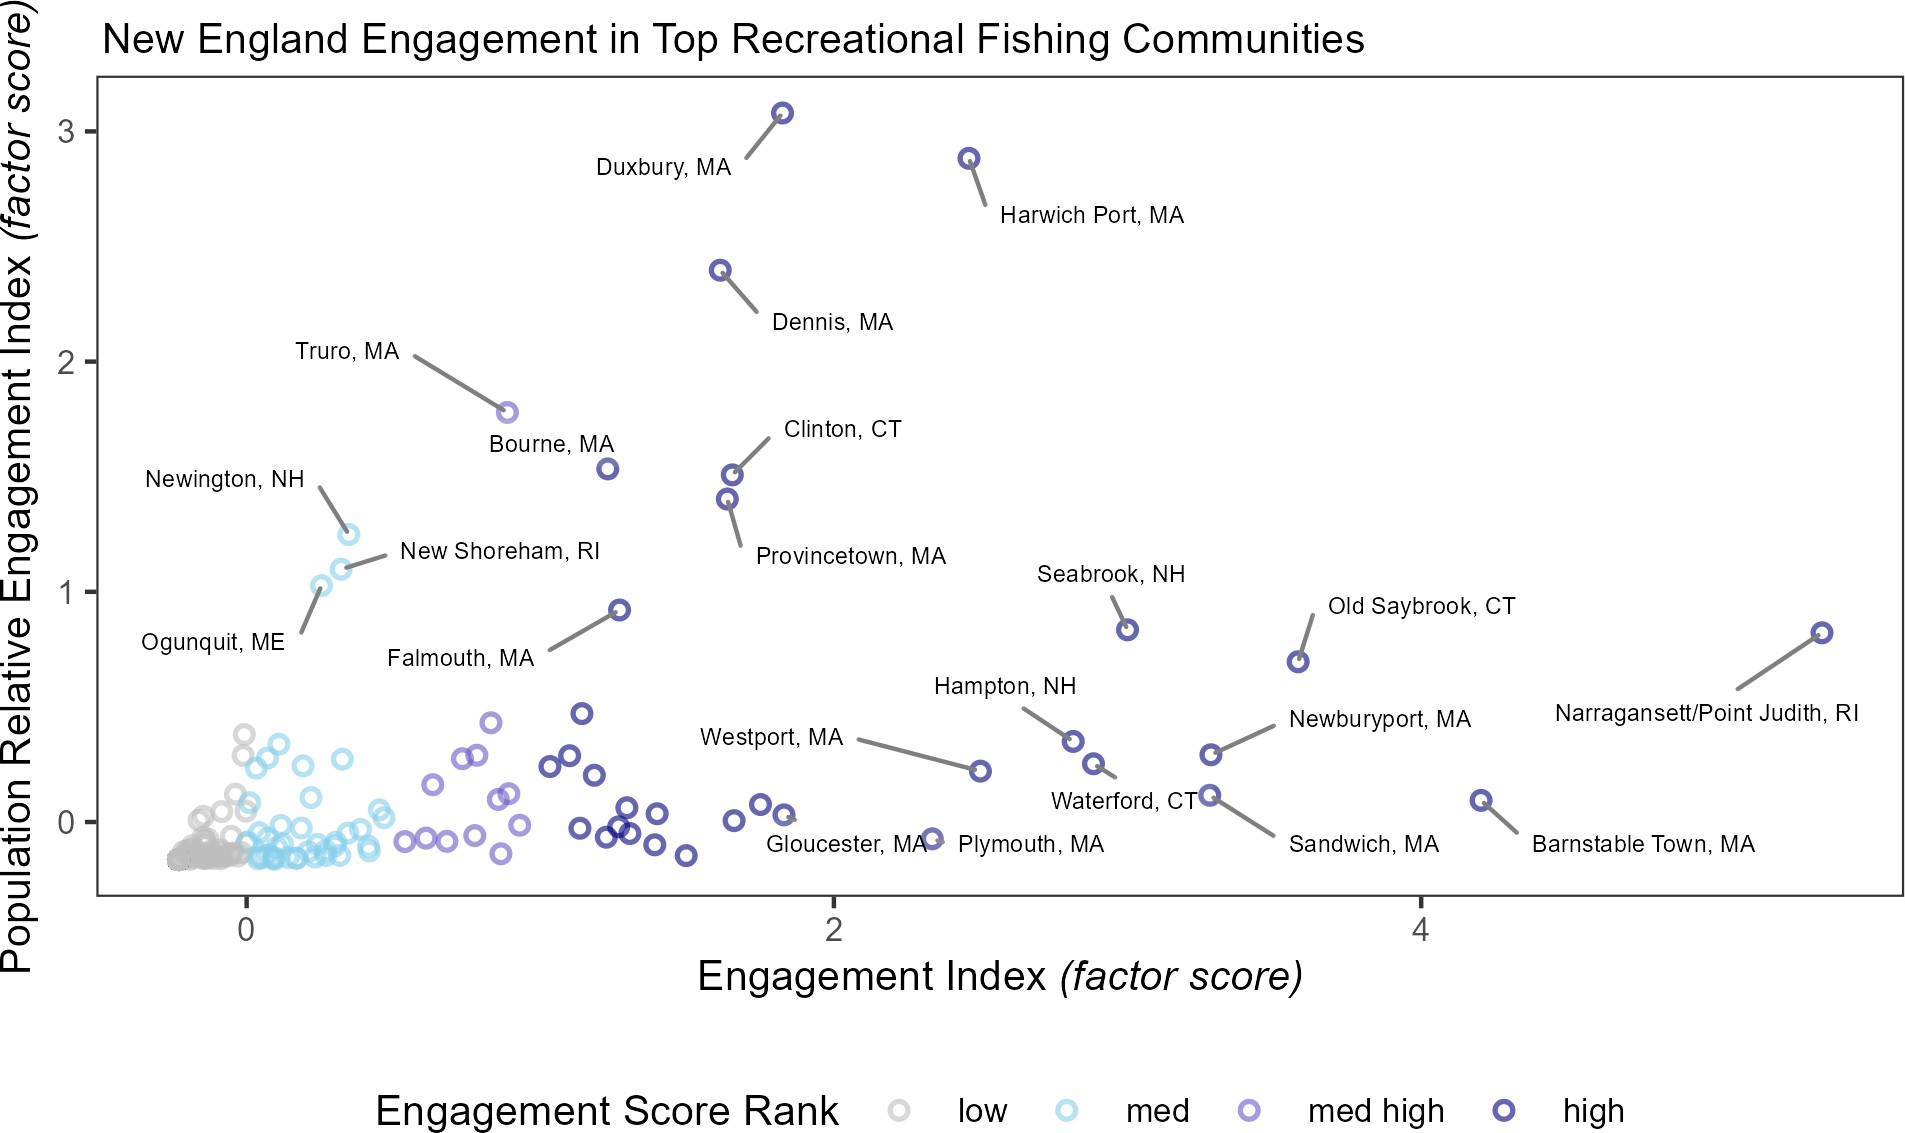 New England Engagement in Top Recreational Fishing Communities
Population Relative Engagement Index (factor score)
3
2
1
0
Duxbury, MA
Harwich Port, MA
Dennis, MA
Truro, MA
Clinton, CT
Bourne, MA
Newington, NH
New Shoreham, RI
Provincetown, MA
Seabrook, NH
Old Saybrook, CT
Ogunquit, ME
Falmouth, MA
Hampton, NH
Narragansett/Point Judith, RI
Newburyport, MA
Westport, MA
Waterford, CT
Gloucester, MA
Plymouth, MA
Sandwich, MA
Barnstable Town, MA
0
2
4
Engagement Index (factor score)
Engagement Score Rank low med med high high